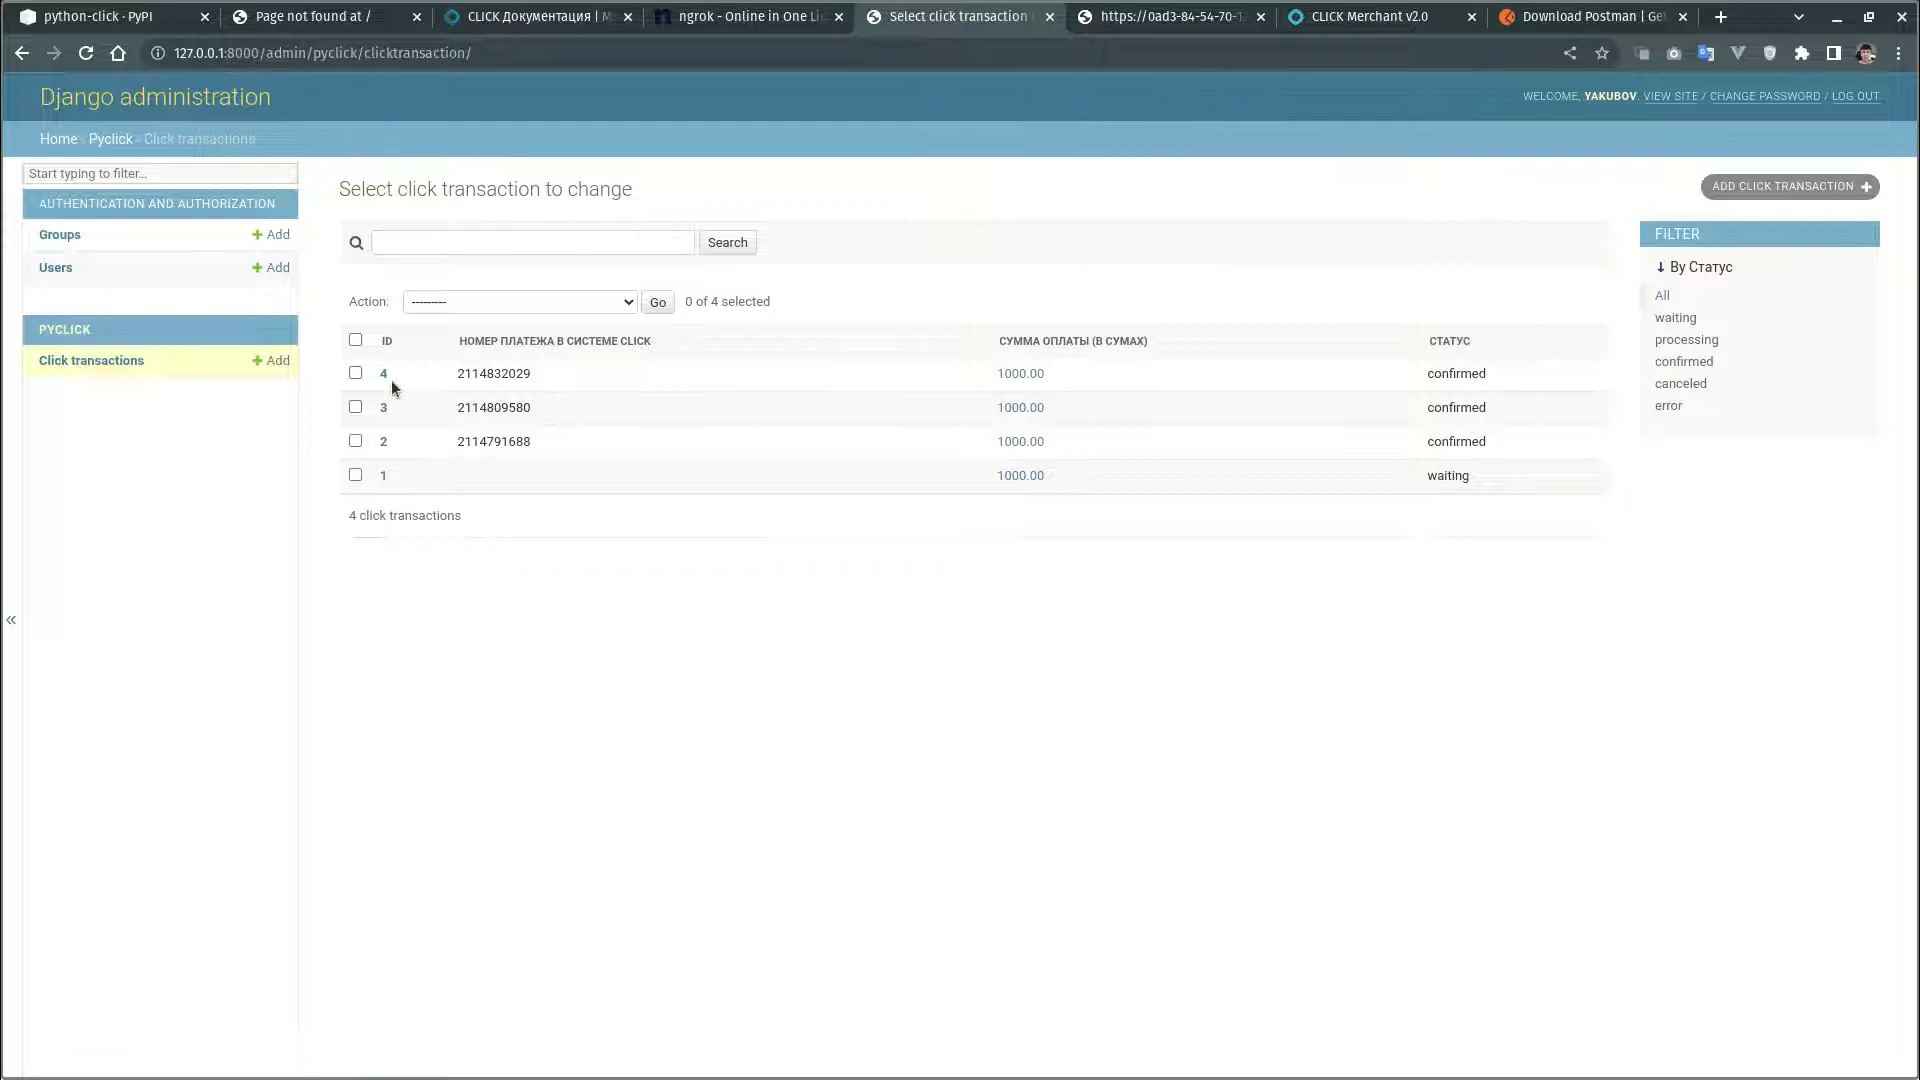 python-click · PyPI
Page not found at /
CLICK Документация | M
ngrok - Online in One Li
Select click transaction
https://0ad3-84-54-70-1
CLICK Merchant v2.0
Download Postman | Ge
127.0.0.1:8000/admin/pyclick/clicktransaction/
Django administration
WELCOME, YAKUBOV. VIEW SITE / CHANGE PASSWORD / LOG OUT
Home › Pyclick › Click transactions
Start typing to filter...
AUTHENTICATION AND AUTHORIZATION
Groups + Add
Users + Add
PYCLICK
Click transactions + Add
«
Select click transaction to change
ADD CLICK TRANSACTION +
Search
Action: --------- Go 0 of 4 selected
ID НОМЕР ПЛАТЕЖА В СИСТЕМЕ CLICK СУММА ОПЛАТЫ (В СУМАХ) СТАТУС
4 2114832029 1000.00 confirmed
3 2114809580 1000.00 confirmed
2 2114791688 1000.00 confirmed
1 1000.00 waiting
4 click transactions
FILTER
↓ By Статус
All
waiting
processing
confirmed
canceled
error